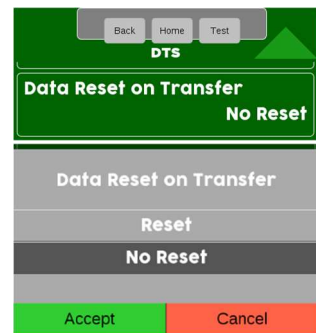 Back Home Test
DTS
Data Reset on Transfer
No Reset
Data Reset on Transfer
Reset
No Reset
Accept Cancel